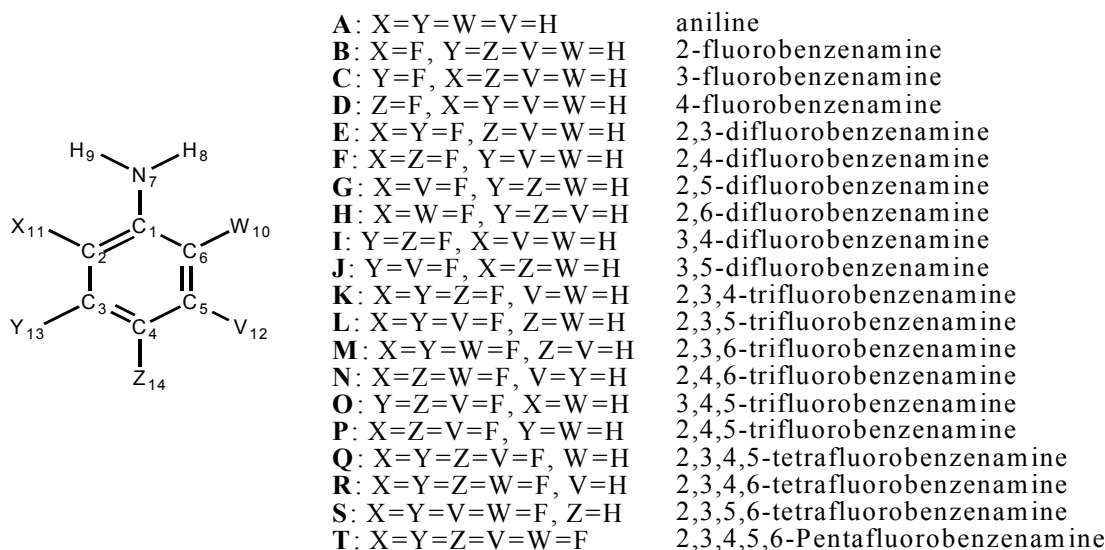 H9 H8
N7
X11 C1 W10
C2 C6
C3 C5
Y13 C4 V12
Z14
A: X=Y=W=V=H aniline
B: X=F, Y=Z=V=W=H 2-fluorobenzenamine
C: Y=F, X=Z=V=W=H 3-fluorobenzenamine
D: Z=F, X=Y=V=W=H 4-fluorobenzenamine
E: X=Y=F, Z=V=W=H 2,3-difluorobenzenamine
F: X=Z=F, Y=V=W=H 2,4-difluorobenzenamine
G: X=V=F, Y=Z=W=H 2,5-difluorobenzenamine
H: X=W=F, Y=Z=V=H 2,6-difluorobenzenamine
I: Y=Z=F, X=V=W=H 3,4-difluorobenzenamine
J: Y=V=F, X=Z=W=H 3,5-difluorobenzenamine
K: X=Y=Z=F, V=W=H 2,3,4-trifluorobenzenamine
L: X=Y=V=F, Z=W=H 2,3,5-trifluorobenzenamine
M: X=Y=W=F, Z=V=H 2,3,6-trifluorobenzenamine
N: X=Z=W=F, V=Y=H 2,4,6-trifluorobenzenamine
O: Y=Z=V=F, X=W=H 3,4,5-trifluorobenzenamine
P: X=Z=V=F, Y=W=H 2,4,5-trifluorobenzenamine
Q: X=Y=Z=V=F, W=H 2,3,4,5-tetrafluorobenzenamine
R: X=Y=Z=W=F, V=H 2,3,4,6-tetrafluorobenzenamine
S: X=Y=V=W=F, Z=H 2,3,5,6-tetrafluorobenzenamine
T: X=Y=Z=V=W=F 2,3,4,5,6-Pentafluorobenzenamine